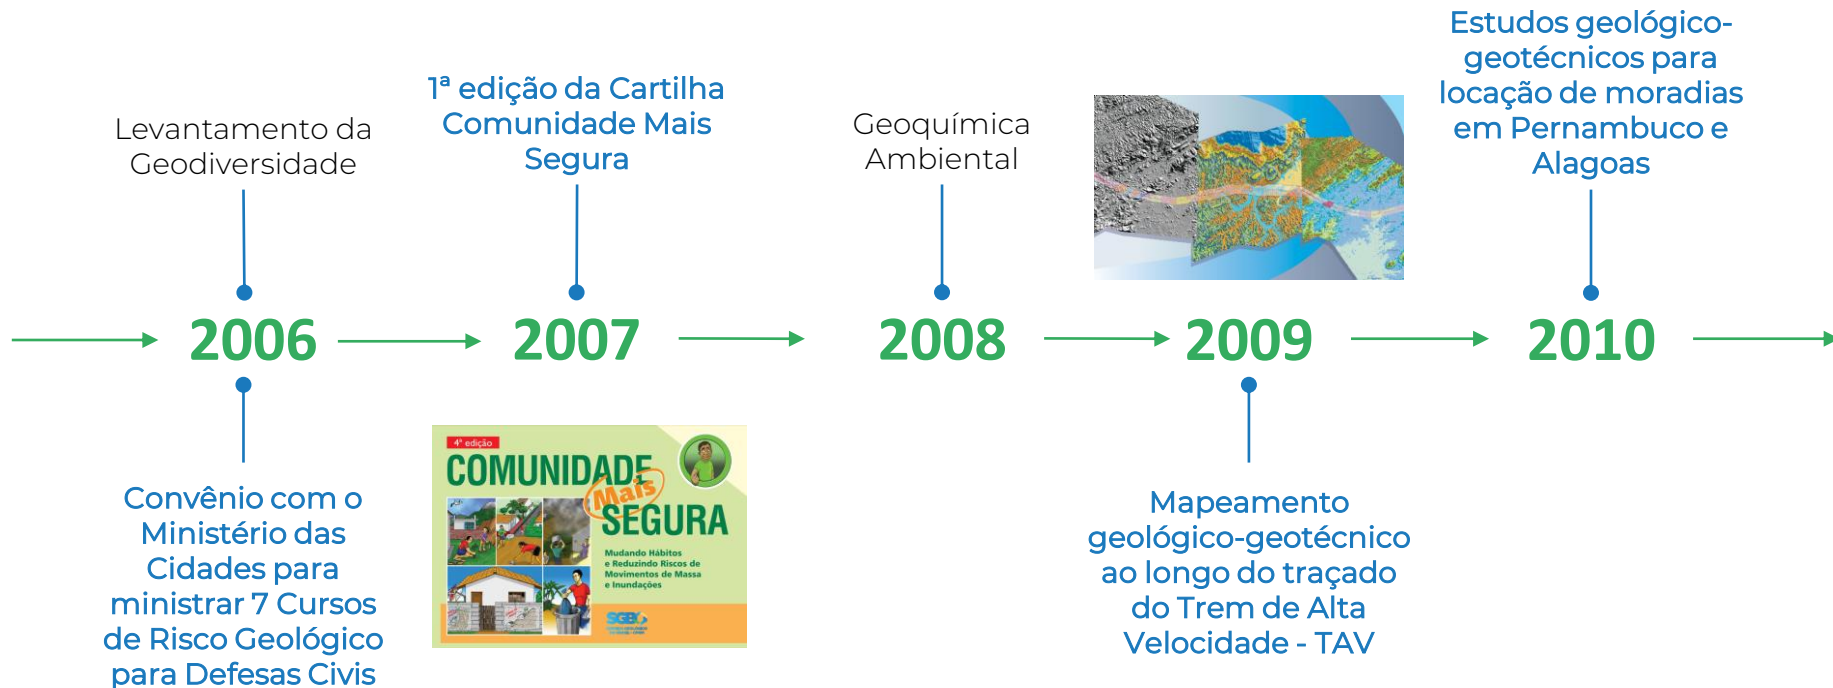 Levantamento da
Geodiversidade
1ª edição da Cartilha
Comunidade Mais
Segura
Geoquímica
Ambiental
Estudos geológico-
geotécnicos para
locação de moradias
em Pernambuco e
Alagoas
2006
2007
2008
2009
2010
Convênio com o
Ministério das
Cidades para
ministrar 7 Cursos
de Risco Geológico
para Defesas Civis
4ª edição
COMUNIDADE
Mais
SEGURA
Mudando Hábitos
e Reduzindo Riscos de
Movimentos de Massa
e Inundações
SGB
Mapeamento
geológico-geotécnico
ao longo do traçado
do Trem de Alta
Velocidade - TAV